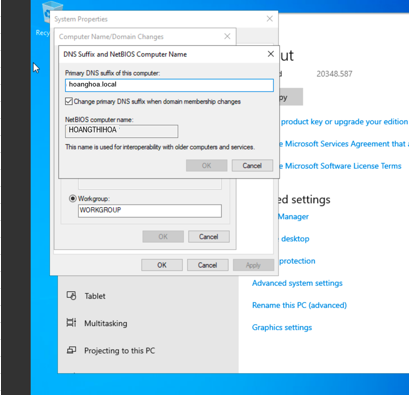 Recy
System Properties
Computer Name/Domain Changes
DNS Suffix and NetBIOS Computer Name
Primary DNS suffix of this computer:
hoanghoa.local
Change primary DNS suffix when domain membership changes
NetBIOS computer name:
HOANGTHIHOA
This name is used for interoperability with older computers and services.
OK Cancel
Workgroup:
WORKGROUP
OK Cancel
OK Cancel Apply
Tablet
Multitasking
Projecting to this PC
ut
d 20348.587
py
product key or upgrade your edition
e Microsoft Services Agreement that
e Microsoft Software License Terms
ed settings
Manager
desktop
protection
Advanced system settings
Rename this PC (advanced)
Graphics settings